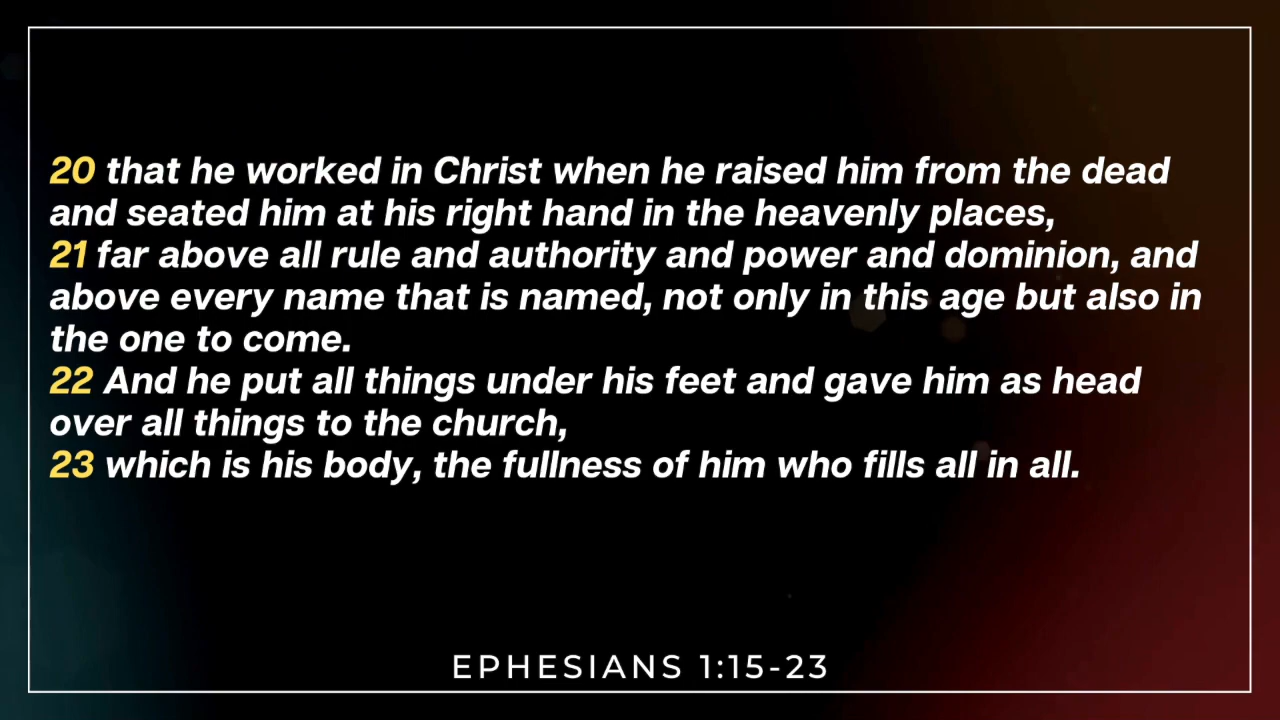 20 that he worked in Christ when he raised him from the dead
and seated him at his right hand in the heavenly places,
21 far above all rule and authority and power and dominion, and
above every name that is named, not only in this age but also in
the one to come.
22 And he put all things under his feet and gave him as head
over all things to the church,
23 which is his body, the fullness of him who fills all in all.
EPHESIANS 1:15-23